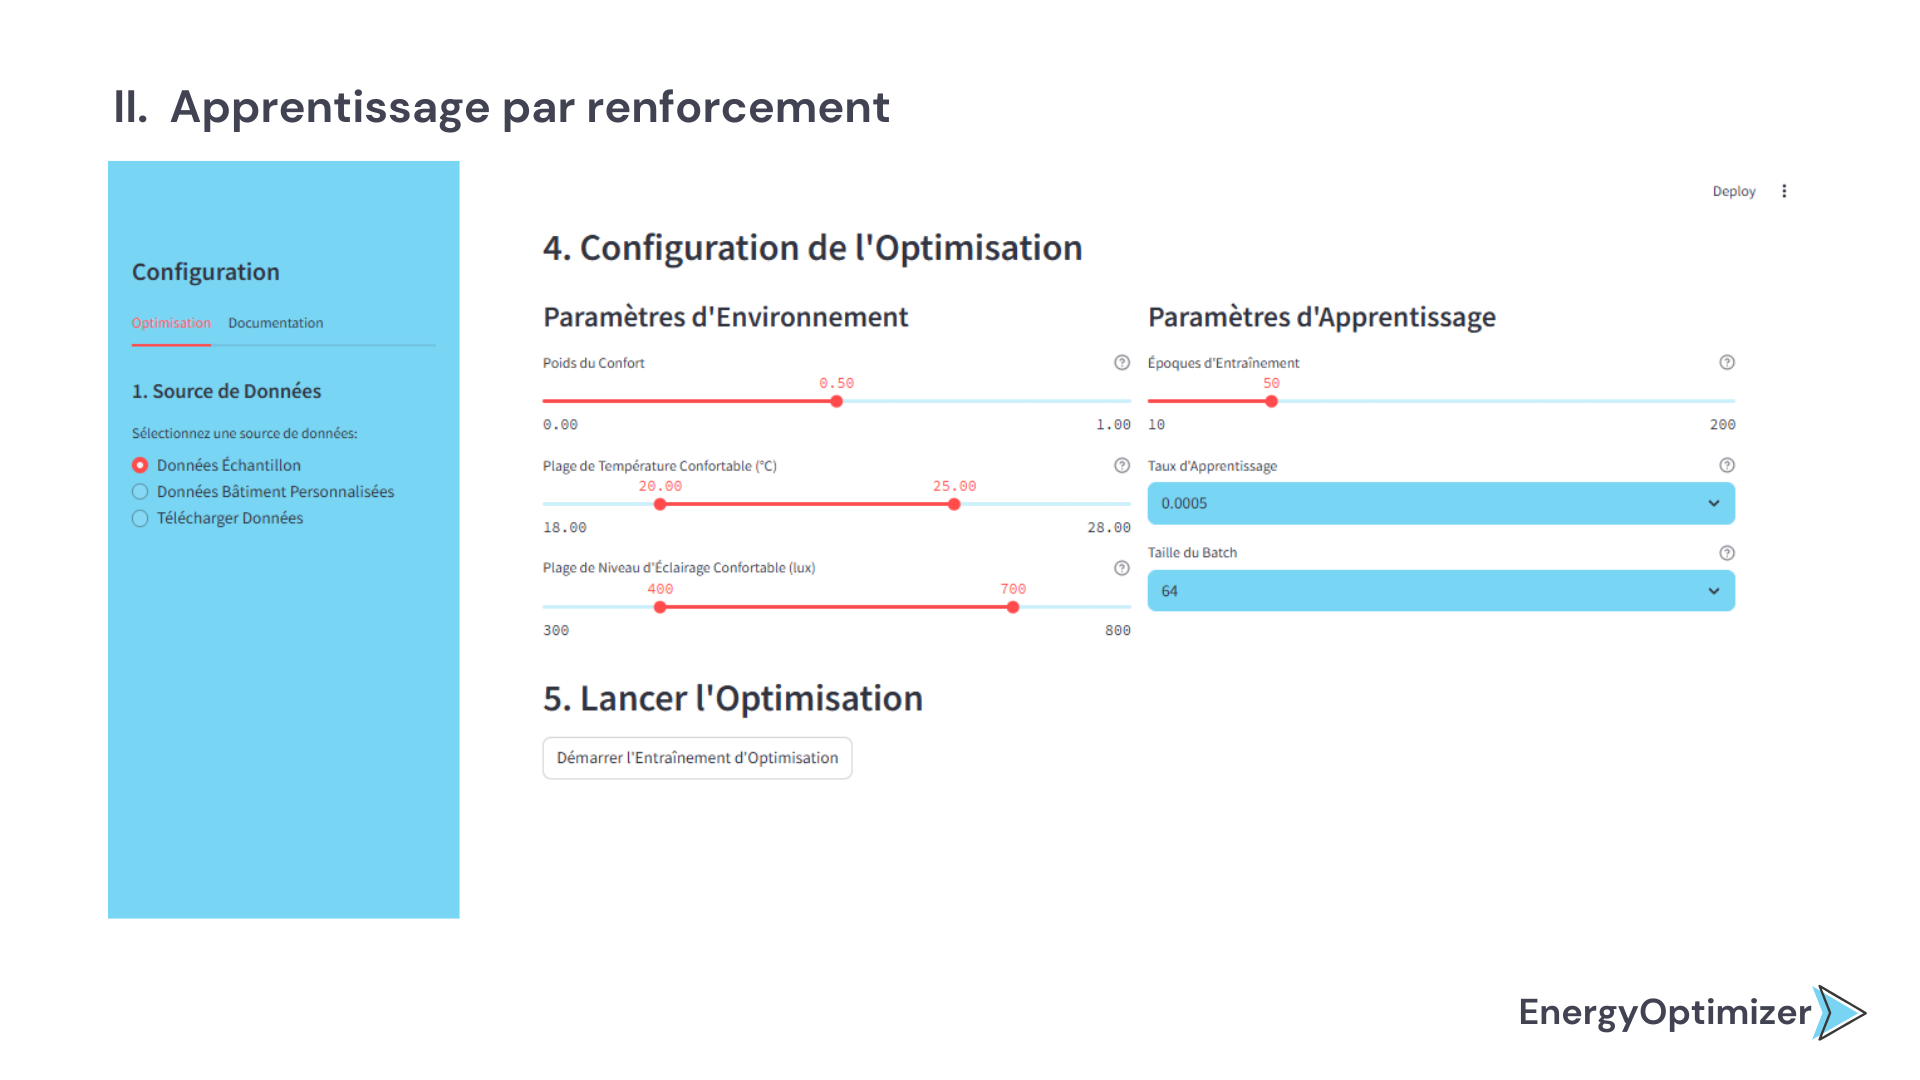 II. Apprentissage par renforcement
Deploy
Configuration
Optimisation Documentation
1. Source de Données
Sélectionnez une source de données:
Données Échantillon
Données Bâtiment Personnalisées
Télécharger Données
4. Configuration de l'Optimisation
Paramètres d'Environnement
Poids du Confort
0.50
0.00 1.00
Plage de Température Confortable (°C)
20.00 25.00
18.00 28.00
Plage de Niveau d'Éclairage Confortable (lux)
400 700
300 800
Paramètres d'Apprentissage
Époques d'Entraînement
50
10 200
Taux d'Apprentissage
0.0005
Taille du Batch
64
5. Lancer l'Optimisation
Démarrer l'Entraînement d'Optimisation
EnergyOptimizer